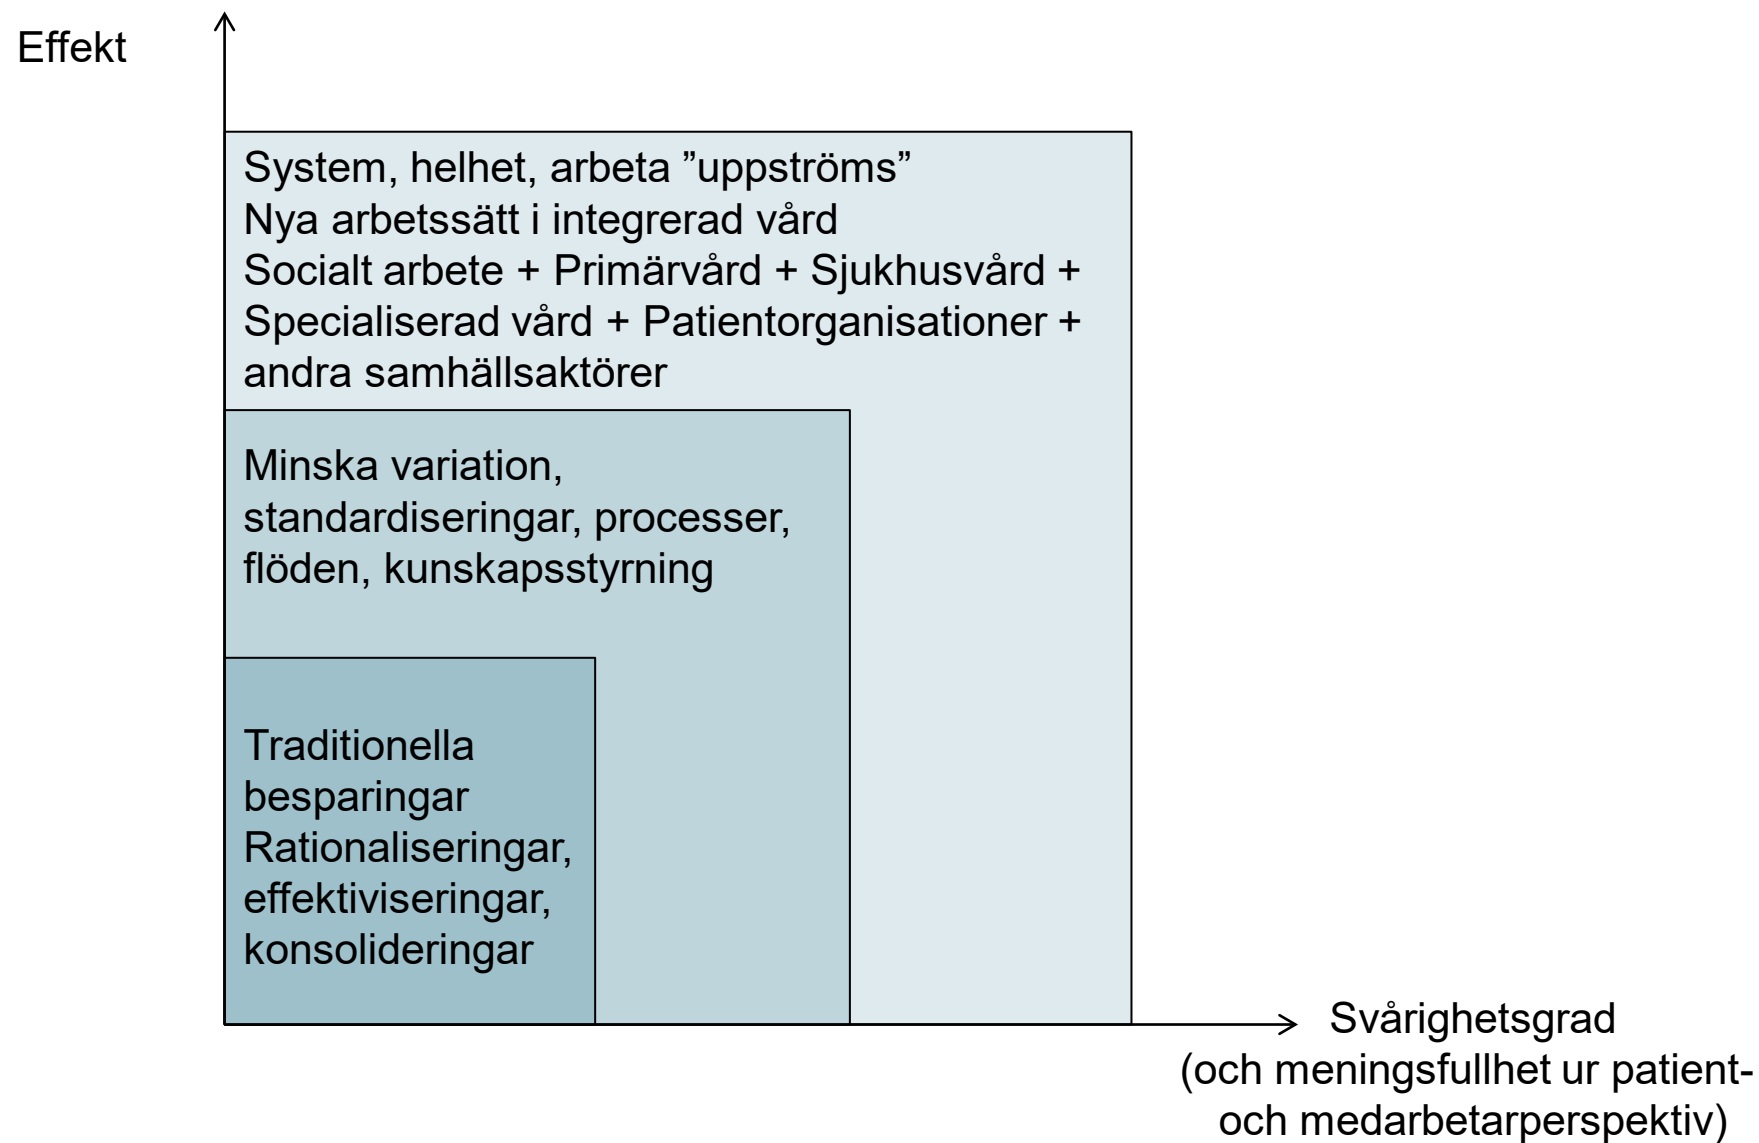 Effekt
System, helhet, arbeta ”uppströms”
Nya arbetssätt i integrerad vård
Socialt arbete + Primärvård + Sjukhusvård +
Specialiserad vård + Patientorganisationer +
andra samhällsaktörer
Minska variation,
standardiseringar, processer,
flöden, kunskapsstyrning
Traditionella
besparingar
Rationaliseringar,
effektiviseringar,
konsolideringar
Svårighetsgrad
(och meningsfullhet ur patient-
och medarbetarperspektiv)